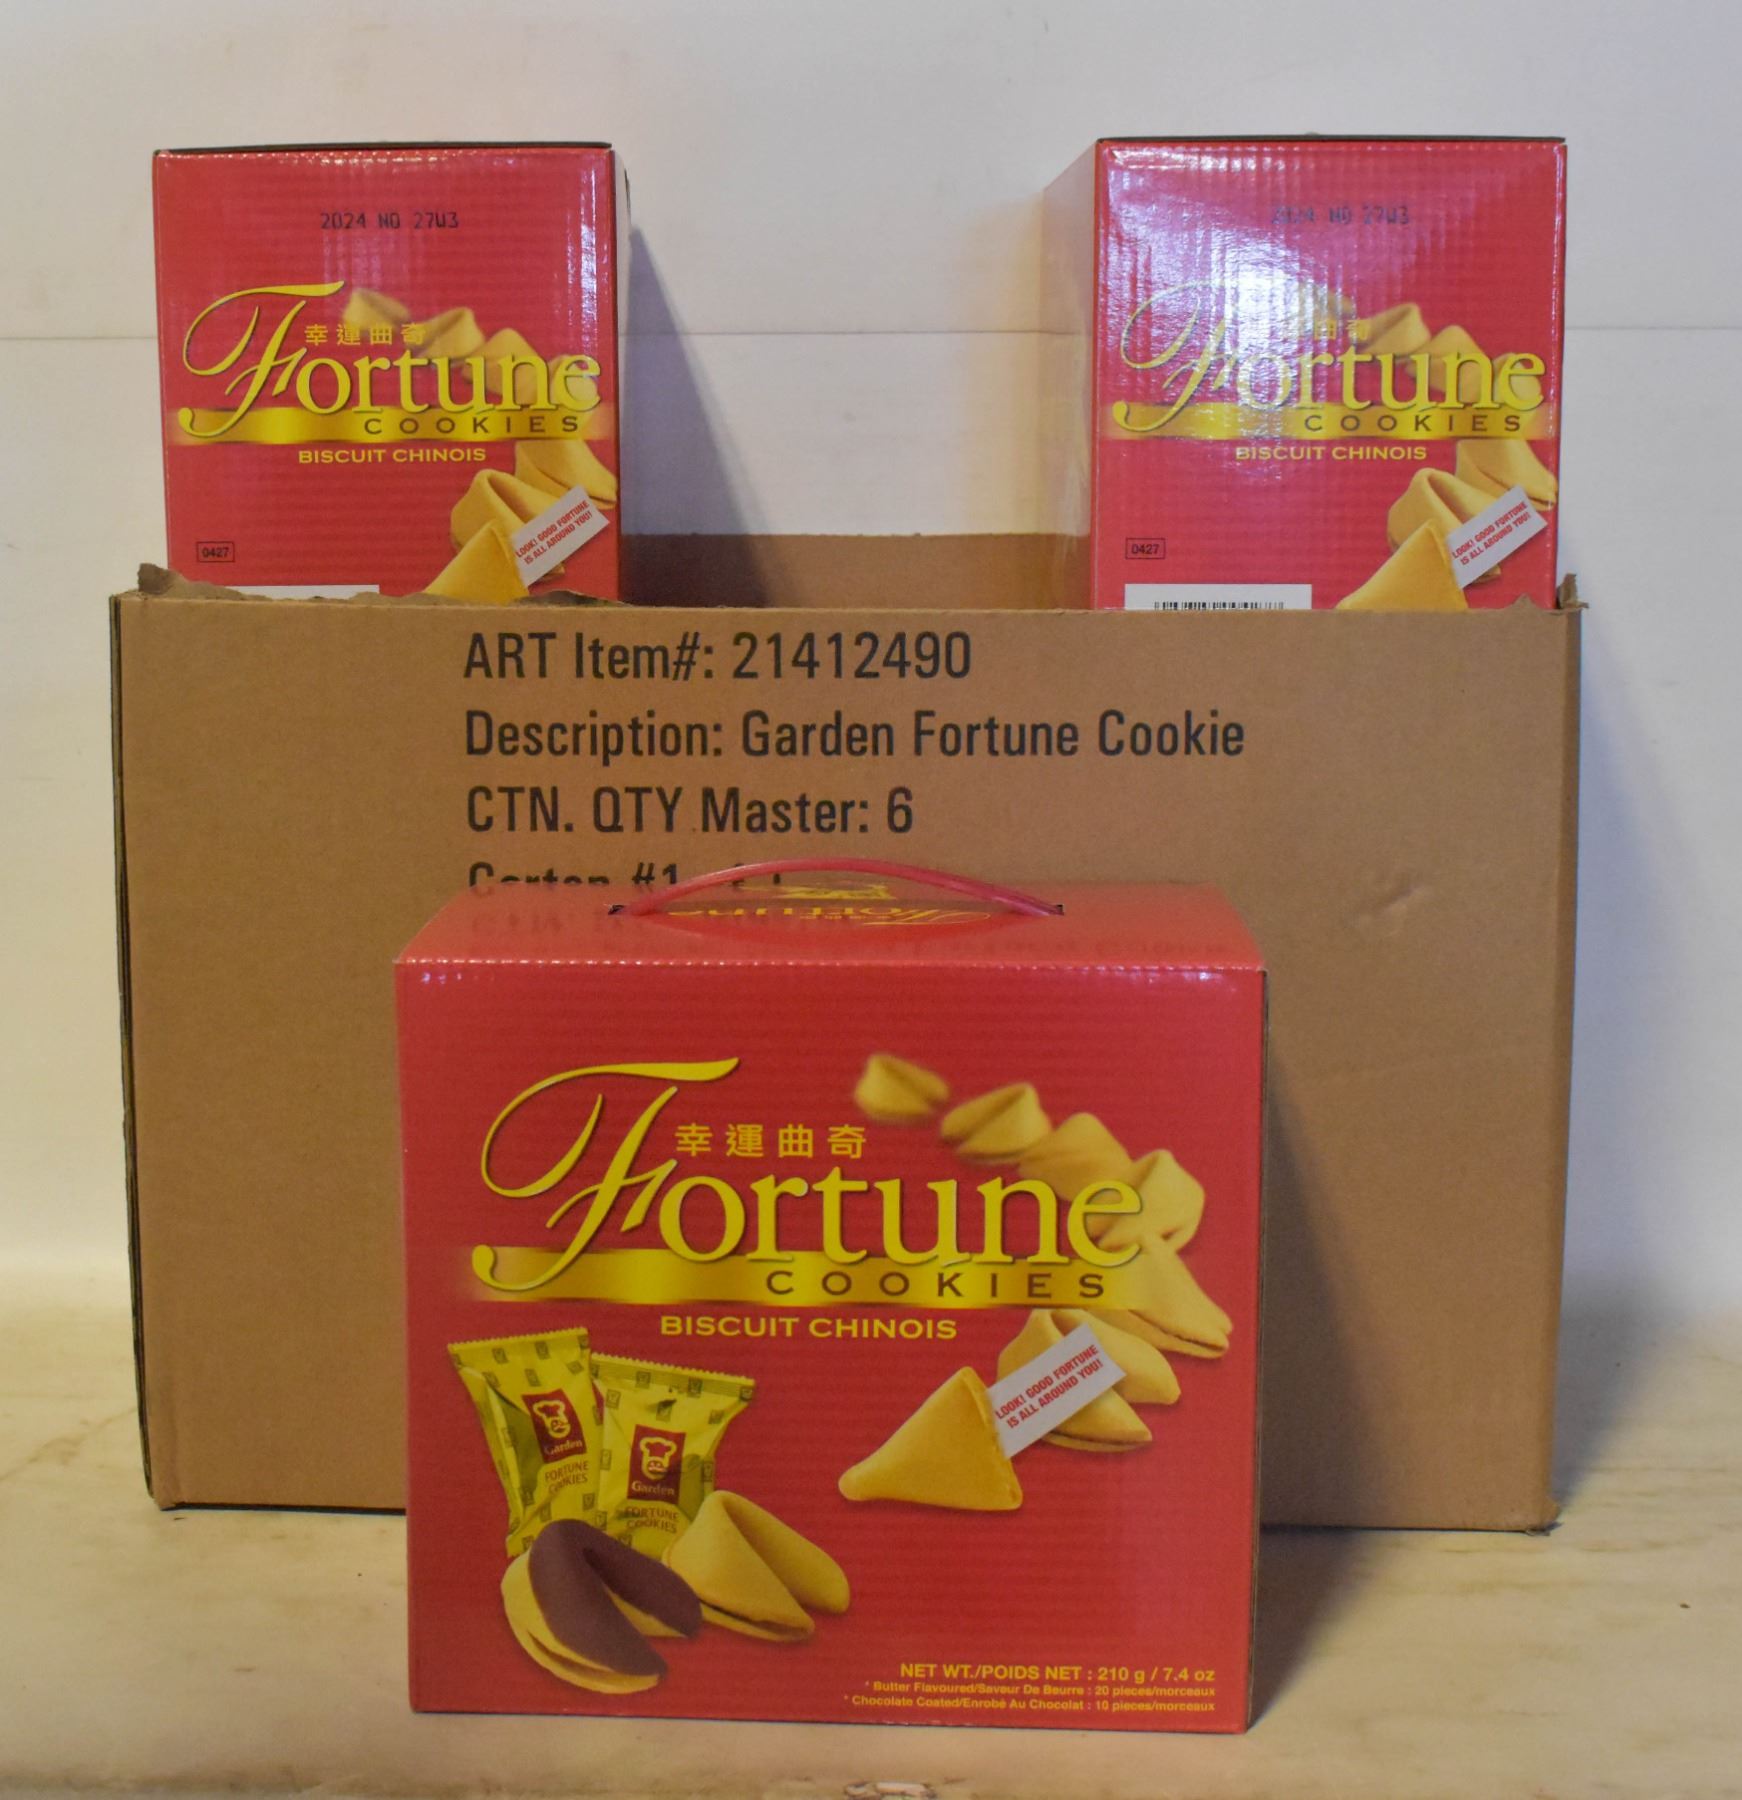 2024 NO 27W3
幸運曲奇
Fortune
COOKIES
BISCUIT CHINOIS
LOOK! GOOD FORTUNE
IS ALL AROUND YOU!
0427
2024 NO 27W3
Fortune
COOKIES
BISCUIT CHINOIS
LOOK! GOOD FORTUNE
IS ALL AROUND YOU!
0427
ART Item#: 21412490
Description: Garden Fortune Cookie
CTN. QTY Master: 6
Carton #1
Fortune
幸運曲奇
Fortune
COOKIES
BISCUIT CHINOIS
LOOK! GOOD FORTUNE
IS ALL AROUND YOU!
Garden
FORTUNE
COOKIES
Garden
FORTUNE
COOKIES
NET WT./POIDS NET : 210 g / 7.4 oz
* Butter Flavoured/Saveur De Beurre : 20 pieces/morceaux
* Chocolate Coated/Enrobé Au Chocolat : 10 pieces/morceaux